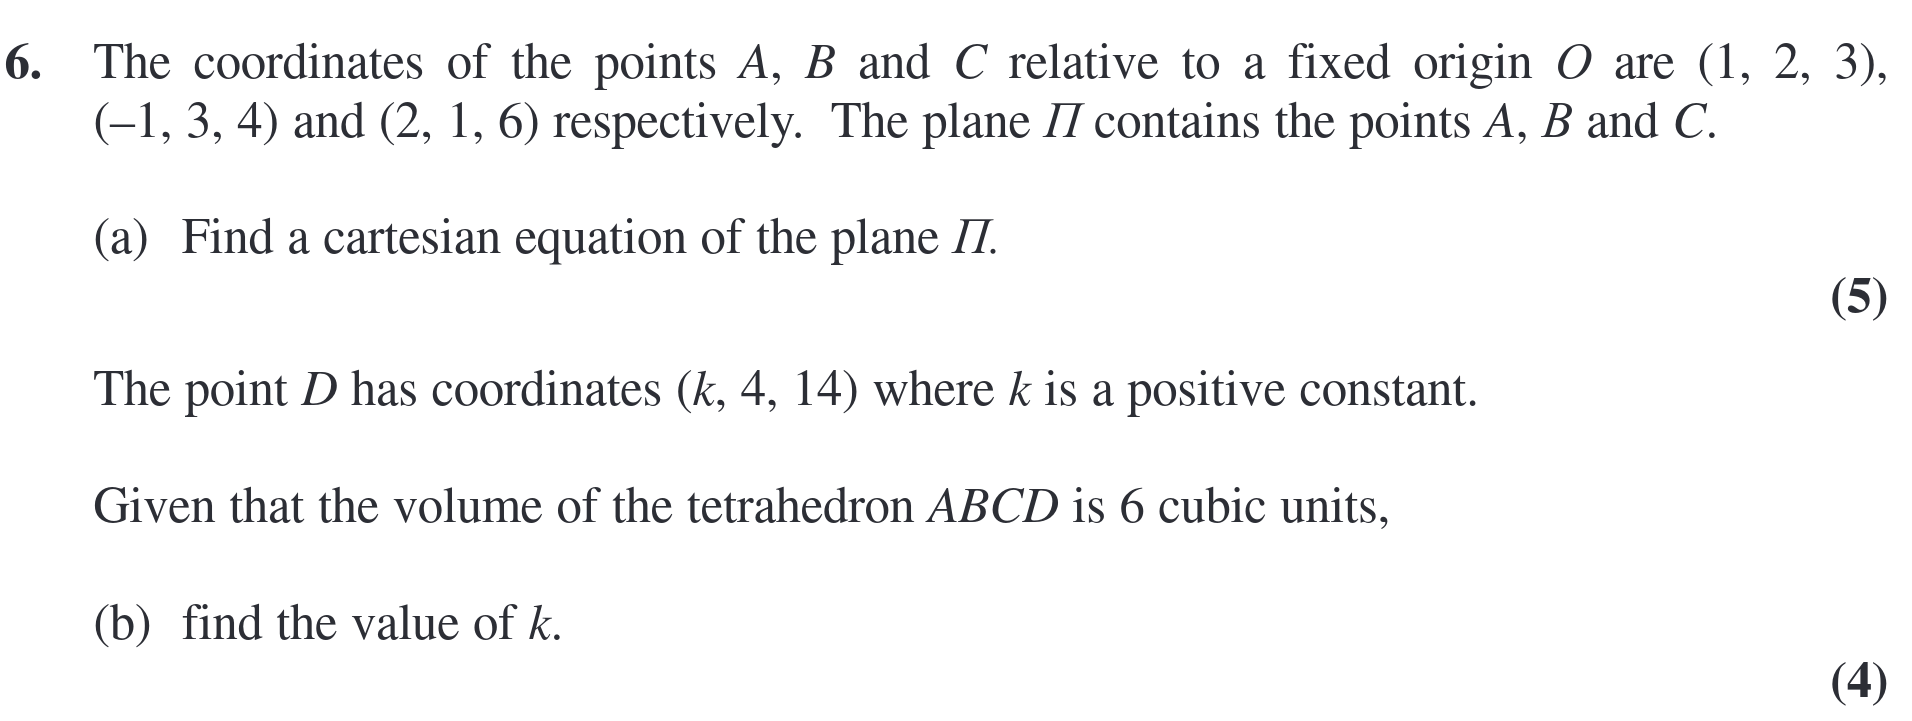 6. The coordinates of the points A, B and C relative to a fixed origin O are (1, 2, 3),
(–1, 3, 4) and (2, 1, 6) respectively. The plane Π contains the points A, B and C.
(a) Find a cartesian equation of the plane Π.
(5)
The point D has coordinates (k, 4, 14) where k is a positive constant.
Given that the volume of the tetrahedron ABCD is 6 cubic units,
(b) find the value of k.
(4)